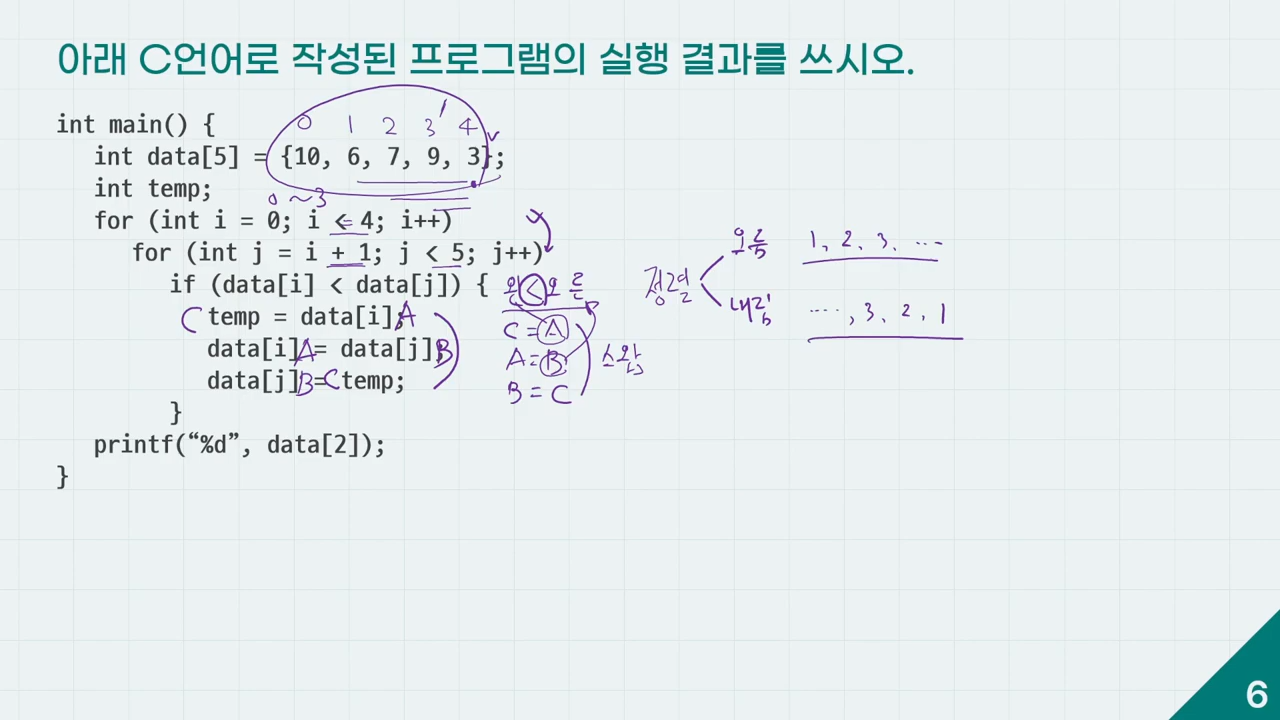 아래 C언어로 작성된 프로그램의 실행 결과를 쓰시오.
int main() {
0 1 2 3 4
int data[5] = {10, 6, 7, 9, 3};
int temp;
0 ~ 3
for (int i = 0; i < 4; i++)
for (int j = i + 1; j < 5; j++)
if (data[i] < data[j]) {
C temp = data[i]; A
data[i] A = data[j]; B
data[j] B = C temp;
}
printf("%d", data[2]);
}
왼 < 오른
C = A
A = B
B = C
스왑
정렬
오름 1, 2, 3, ...
내림 ...., 3, 2, 1
6